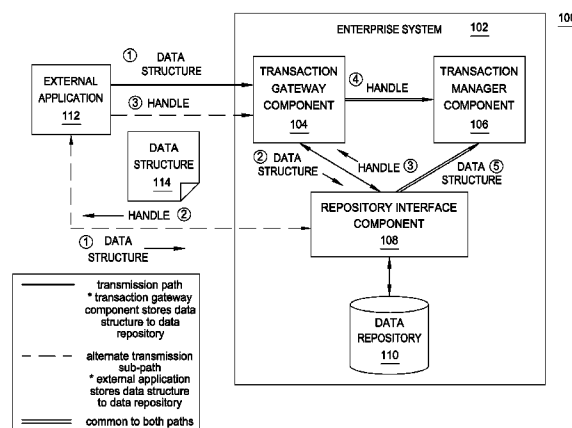 100
ENTERPRISE SYSTEM 102
① DATA
STRUCTURE
EXTERNAL
APPLICATION
112
③ HANDLE
TRANSACTION
GATEWAY
COMPONENT
104
④ HANDLE
TRANSACTION
MANAGER
COMPONENT
106
DATA
STRUCTURE
114
② DATA
STRUCTURE
HANDLE ③
DATA ⑤
STRUCTURE
HANDLE ②
① DATA
STRUCTURE
REPOSITORY INTERFACE
COMPONENT
108
DATA
REPOSITORY
110
transmission path
* transaction gateway
component stores data
structure to data
repository
alternate transmission
sub-path
* external application
stores data structure
to data repository
common to both paths